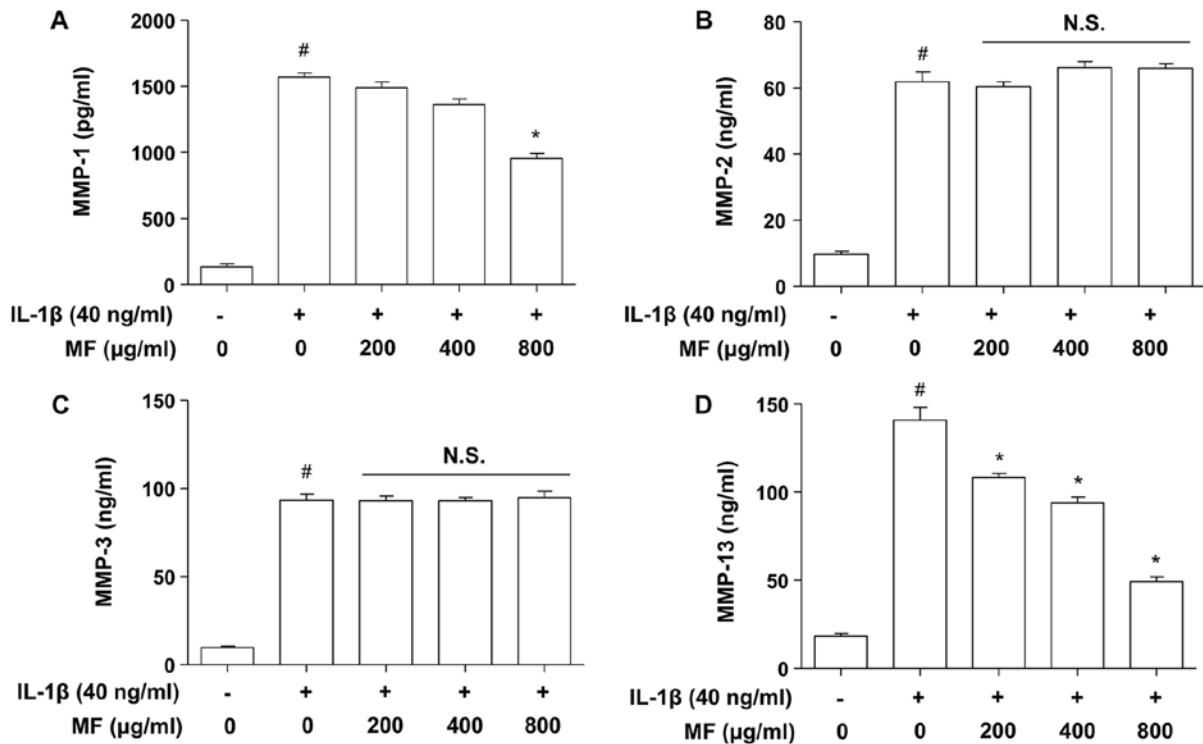 A
MMP-1 (pg/ml)
2000
1500
1000
500
0
#
*
IL-1β (40 ng/ml) - + + + +
MF (µg/ml) 0 0 200 400 800
B
MMP-2 (ng/ml)
80
60
40
20
0
#
N.S.
IL-1β (40 ng/ml) - + + + +
MF (µg/ml) 0 0 200 400 800
C
MMP-3 (ng/ml)
150
100
50
0
#
N.S.
IL-1β (40 ng/ml) - + + + +
MF (µg/ml) 0 0 200 400 800
D
MMP-13 (ng/ml)
150
100
50
0
#
*
*
*
IL-1β (40 ng/ml) - + + + +
MF (µg/ml) 0 0 200 400 800